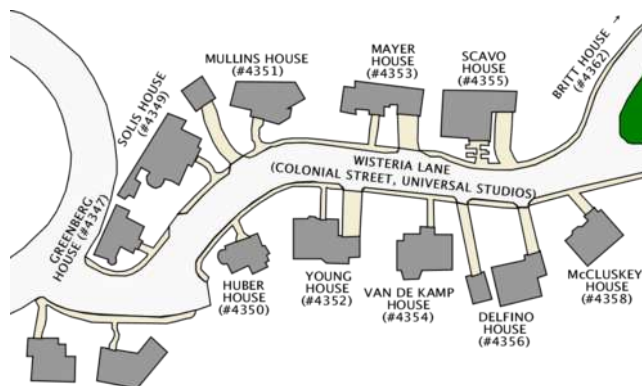 MULLINS HOUSE
(#4351)
MAYER
HOUSE
(#4353)
SCAVO
HOUSE
(#4355)
BRITT HOUSE →
(#4362)
SOLIS HOUSE
(#4349)
GREENBERG
HOUSE (#4347)
WISTERIA LANE
(COLONIAL STREET, UNIVERSAL STUDIOS)
HUBER
HOUSE
(#4350)
YOUNG
HOUSE
(#4352)
VAN DE KAMP
HOUSE
(#4354)
DELFINO
HOUSE
(#4356)
McCLUSKEY
HOUSE
(#4358)